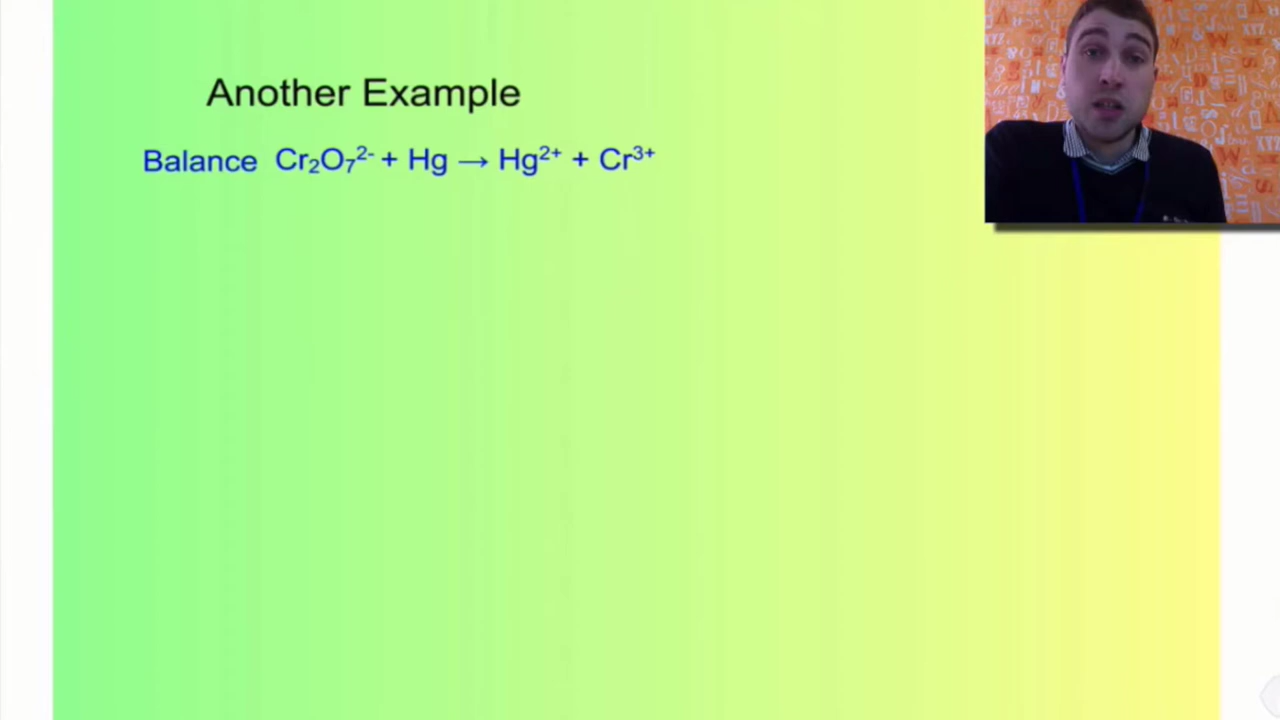 Another Example
Balance Cr₂O₇²⁻ + Hg → Hg²⁺ + Cr³⁺